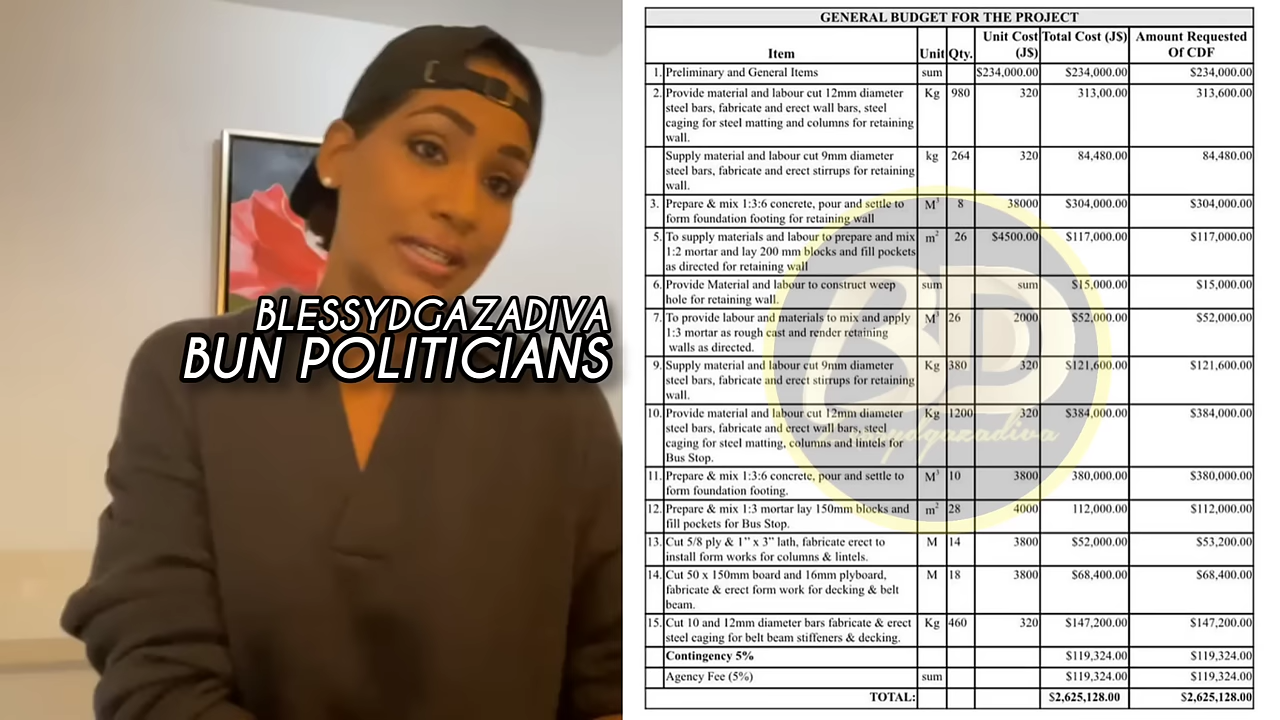 BLESSYDGAZADIVA
BUN POLITICIANS
GENERAL BUDGET FOR THE PROJECT
Item Unit Qty. Unit Cost (J$) Total Cost (J$) Amount Requested Of CDF
1. Preliminary and General Items sum $234,000.00 $234,000.00 $234,000.00
2. Provide material and labour cut 12mm diameter Kg 980 320 313,00.00 313,600.00
steel bars, fabricate and erect wall bars, steel
caging for steel matting and columns for retaining
wall.
Supply material and labour cut 9mm diameter kg 264 320 84,480.00 84,480.00
steel bars, fabricate and erect stirrups for retaining
wall.
3. Prepare & mix 1:3:6 concrete, pour and settle to M³ 8 38000 $304,000.00 $304,000.00
form foundation footing for retaining wall
5. To supply materials and labour to prepare and mix m² 26 $4500.00 $117,000.00 $117,000.00
1:2 mortar and lay 200 mm blocks and fill pockets
as directed for retaining wall
6. Provide Material and labour to construct weep sum sum $15,000.00 $15,000.00
hole for retaining wall.
7. To provide labour and materials to mix and apply M³ 26 2000 $52,000.00 $52,000.00
1:3 mortar as rough cast and render retaining
walls as directed.
9. Supply material and labour cut 9mm diameter Kg 380 320 $121,600.00 $121,600.00
steel bars, fabricate and erect stirrups for retaining
wall.
10. Provide material and labour cut 12mm diameter Kg 1200 320 $384,000.00 $384,000.00
steel bars, fabricate and erect wall bars, steel
caging for steel matting, columns and lintels for
Bus Stop.
11. Prepare & mix 1:3:6 concrete, pour and settle to M³ 10 3800 380,000.00 $380,000.00
form foundation footing.
12. Prepare & mix 1:3 mortar lay 150mm blocks and m² 28 4000 112,000.00 $112,000.00
fill pockets for Bus Stop.
13. Cut 5/8 ply & 1” x 3” lath, fabricate erect to M 14 3800 $52,000.00 $53,200.00
install form works for columns & lintels.
14. Cut 50 x 150mm board and 16mm plyboard, M 18 3800 $68,400.00 $68,400.00
fabricate & erect form work for decking & belt
beam.
15. Cut 10 and 12mm diameter bars fabricate & erect Kg 460 320 $147,200.00 $147,200.00
steel caging for belt beam stiffeners & decking.
Contingency 5% $119,324.00 $119,324.00
Agency Fee (5%) sum $119,324.00 $119,324.00
TOTAL: $2,625,128.00 $2,625,128.00
BD
blessydgazadiva